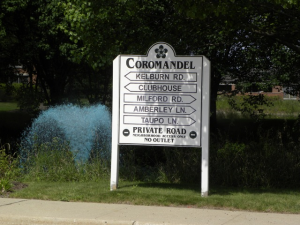 COROMANDEL
KELBURN RD.
CLUBHOUSE
MILFORD RD.
AMBERLEY LN.
TAUPO LN.
PRIVATE ROAD
NO OUTLET